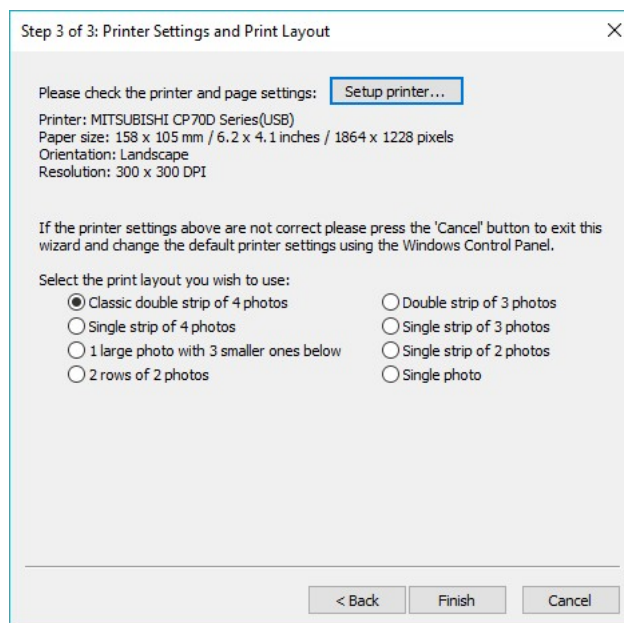 Step 3 of 3: Printer Settings and Print Layout
Please check the printer and page settings: Setup printer...
Printer: MITSUBISHI CP70D Series(USB)
Paper size: 158 x 105 mm / 6.2 x 4.1 inches / 1864 x 1228 pixels
Orientation: Landscape
Resolution: 300 x 300 DPI
If the printer settings above are not correct please press the 'Cancel' button to exit this
wizard and change the default printer settings using the Windows Control Panel.
Select the print layout you wish to use:
Classic double strip of 4 photos
Single strip of 4 photos
1 large photo with 3 smaller ones below
2 rows of 2 photos
Double strip of 3 photos
Single strip of 3 photos
Single strip of 2 photos
Single photo
< Back
Finish
Cancel